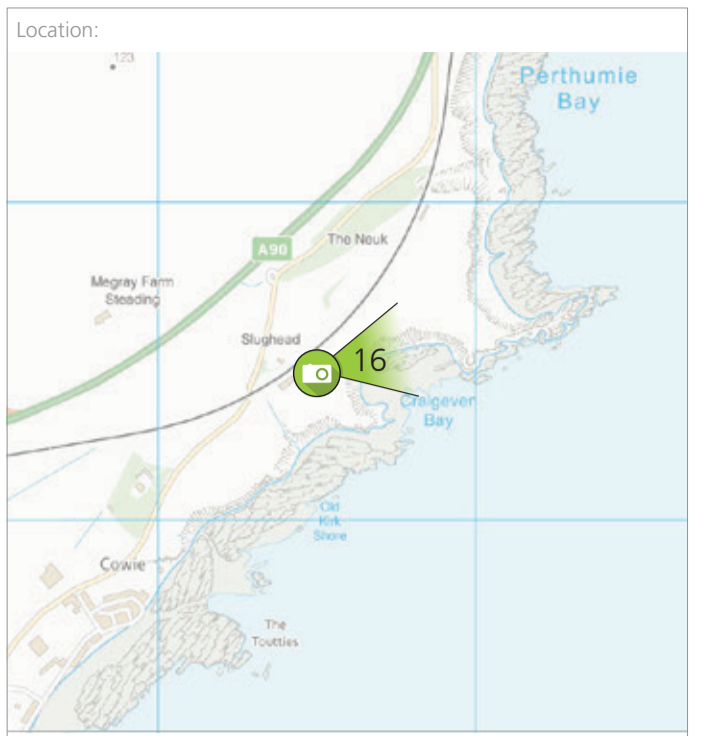 Location:
123
Perthumie
Bay
A90
The Neuk
Megray Farm
Steading
Slughead
16
Craigeven
Bay
Old
Kirk
Shore
Cowie
The
Toutties